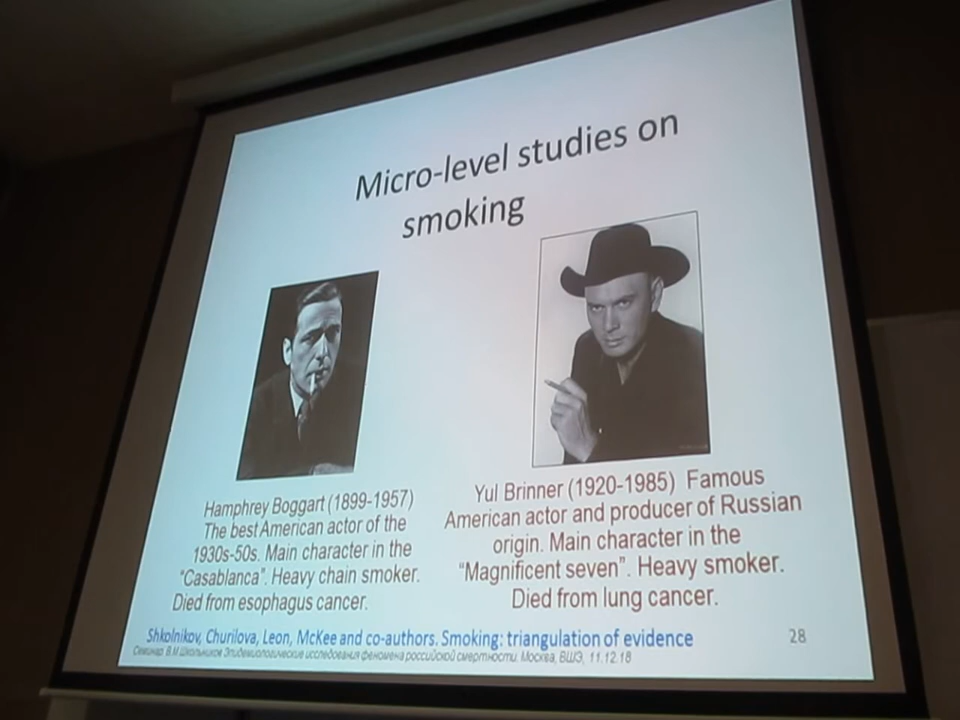 Micro-level studies on
smoking
Hamphrey Boggart (1899-1957)
The best American actor of the
1930s-50s. Main character in the
"Casablanca". Heavy chain smoker.
Died from esophagus cancer.
Yul Brinner (1920-1985) Famous
American actor and producer of Russian
origin. Main character in the
"Magnificent seven". Heavy smoker.
Died from lung cancer.
Shkolnikov, Churilova, Leon, McKee and co-authors. Smoking: triangulation of evidence
28
Семинар. В.М.Школьников Эпидемиологические исследования феномена российской смертности. Москва, ВШЭ, 11.12.18